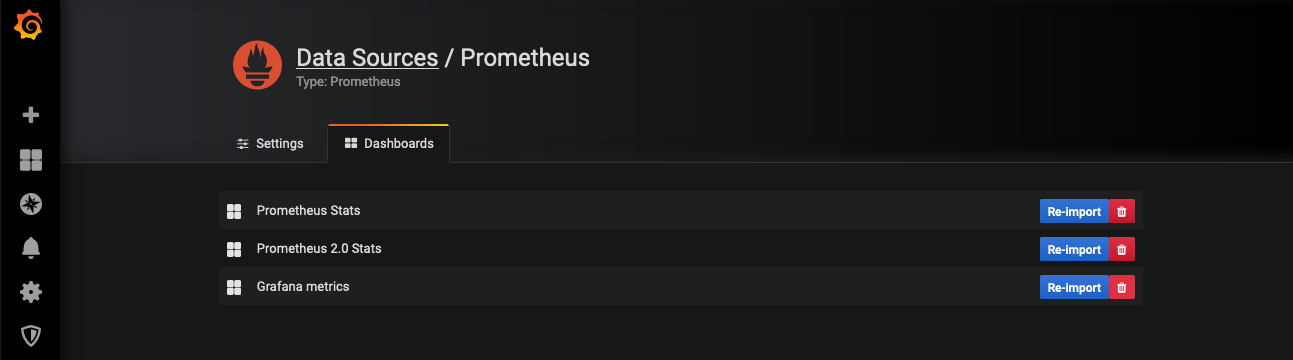 Data Sources / Prometheus
Type: Prometheus
Settings Dashboards
Prometheus Stats Re-import
Prometheus 2.0 Stats Re-import
Grafana metrics Re-import